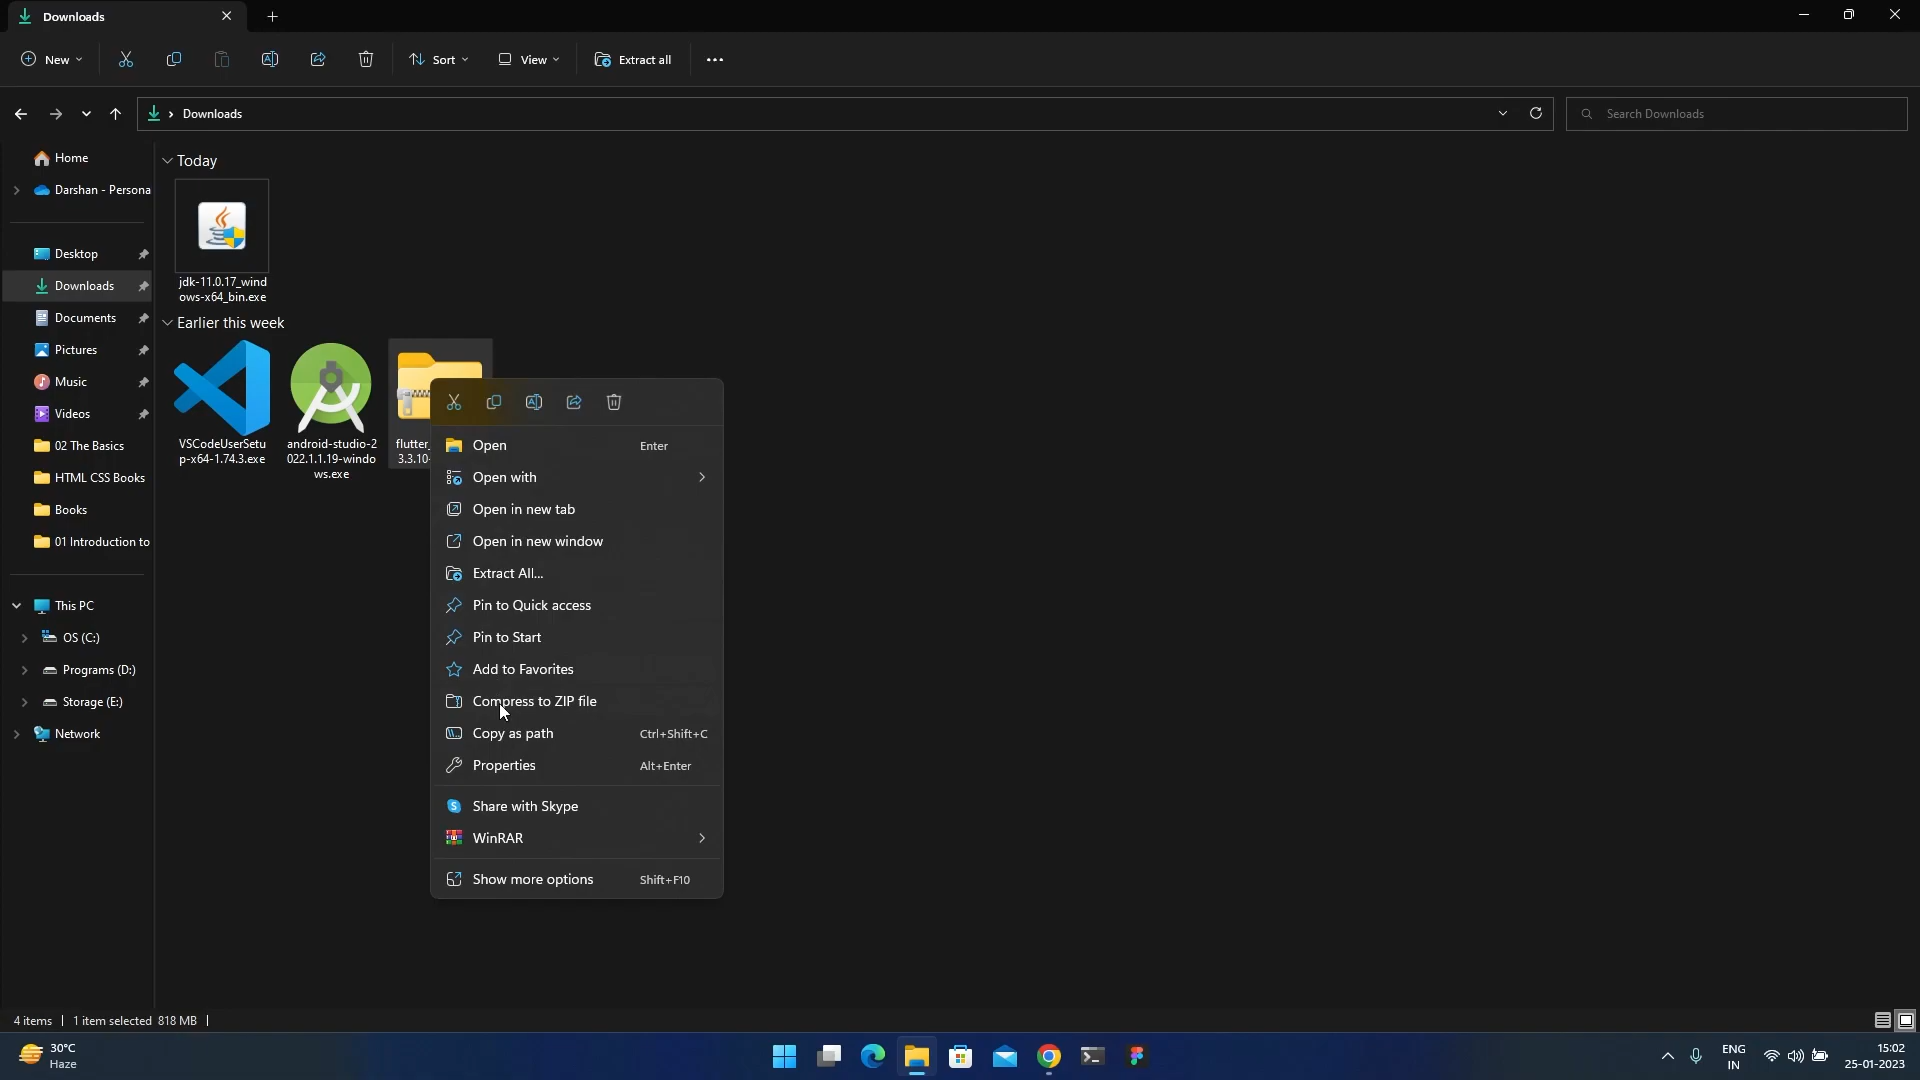 Downloads
New
Sort
View
Extract all
Downloads
Search Downloads
Home
Darshan - Persona
Desktop
Downloads
Documents
Pictures
Music
Videos
02 The Basics
HTML CSS Books
Books
01 Introduction to
This PC
OS (C:)
Programs (D:)
Storage (E:)
Network
Today
jdk-11.0.17_wind
ows-x64_bin.exe
Earlier this week
VSCodeUserSetu
p-x64-1.74.3.exe
android-studio-2
022.1.1.19-windo
ws.exe
flutter_
3.3.10-
Open Enter
Open with
Open in new tab
Open in new window
Extract All...
Pin to Quick access
Pin to Start
Add to Favorites
Compress to ZIP file
Copy as path Ctrl+Shift+C
Properties Alt+Enter
Share with Skype
WinRAR
Show more options Shift+F10
4 items 1 item selected 818 MB
30°C
Haze
ENG
IN
15:02
25-01-2023